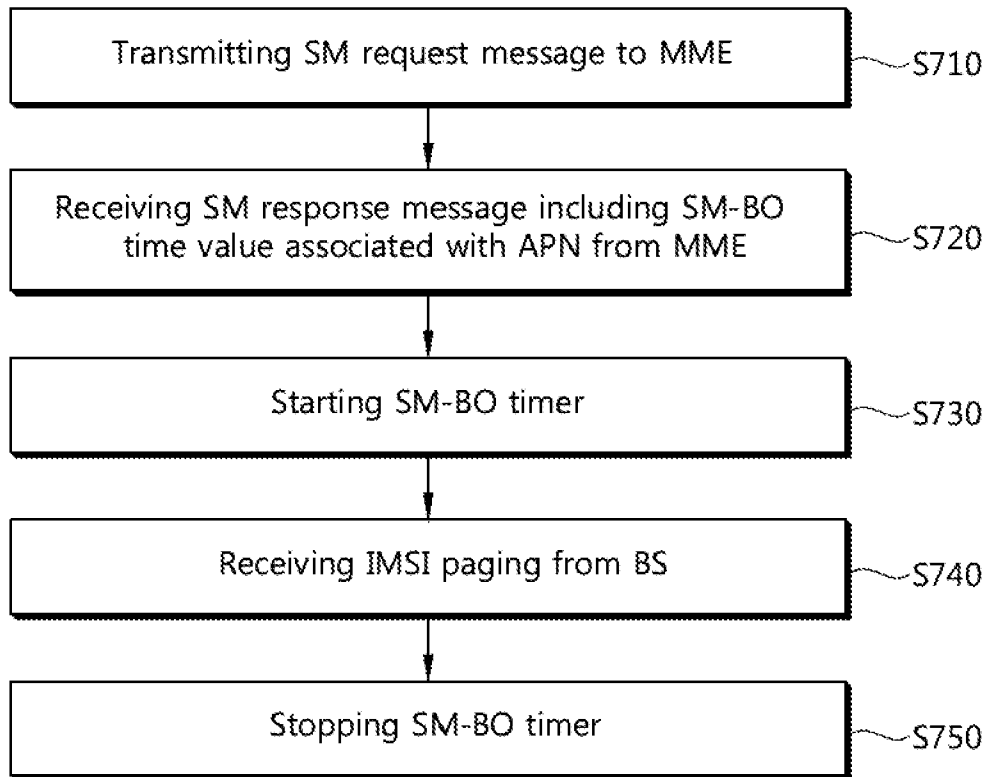 Transmitting SM request message to MME
S710
Receiving SM response message including SM-BO
time value associated with APN from MME
S720
Starting SM-BO timer
S730
Receiving IMSI paging from BS
S740
Stopping SM-BO timer
S750